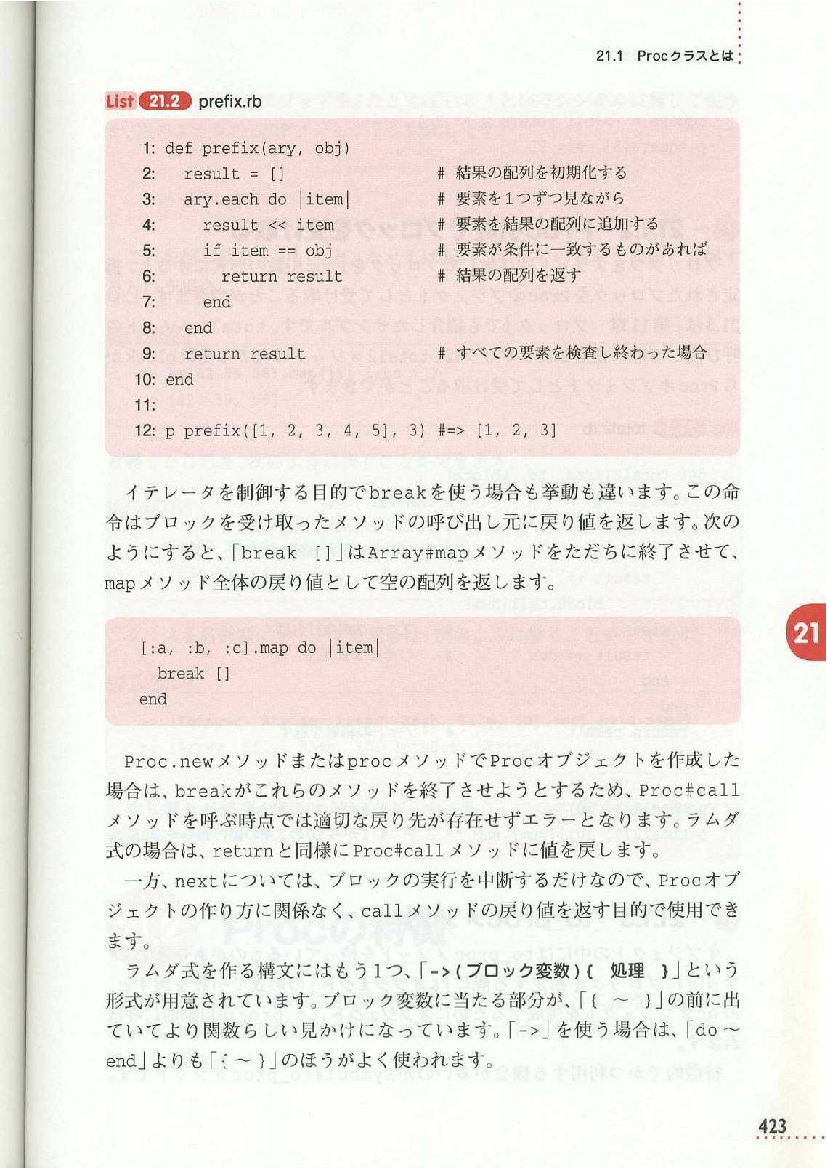 21.1 Procクラスとは
List 21.2 prefix.rb
1: def prefix(ary, obj)
2:   result = []                 # 結果の配列を初期化する
3:   ary.each do |item|          # 要素を1つずつ見ながら
4:     result << item            # 要素を結果の配列に追加する
5:     if item == obj            # 要素が条件に一致するものがあれば
6:       return result           # 結果の配列を返す
7:     end
8:   end
9:   return result               # すべての要素を検査し終わった場合
10: end
11:
12: p prefix([1, 2, 3, 4, 5], 3) #=> [1, 2, 3]
イテレータを制御する目的でbreakを使う場合も挙動も違います。この命
令はブロックを受け取ったメソッドの呼び出し元に戻り値を返します。次の
ようにすると、「break []」はArray#mapメソッドをただちに終了させて、
mapメソッド全体の戻り値として空の配列を返します。
[:a, :b, :c].map do |item|
  break []
end
21
Proc.newメソッドまたはprocメソッドでProcオブジェクトを作成した
場合は、breakがこれらのメソッドを終了させようとするため、Proc#call
メソッドを呼ぶ時点では適切な戻り先が存在せずエラーとなります。ラムダ
式の場合は、returnと同様にProc#callメソッドに値を戻します。
一方、nextについては、ブロックの実行を中断するだけなので、Procオブ
ジェクトの作り方に関係なく、callメソッドの戻り値を返す目的で使用でき
ます。
ラムダ式を作る構文にはもう1つ、「->(ブロック変数){ 処理 }」という
形式が用意されています。ブロック変数に当たる部分が、「{ ～ }」の前に出
ていてより関数らしい見かけになっています。「->」を使う場合は、「do～
end」よりも「{ ～ }」のほうがよく使われます。
423